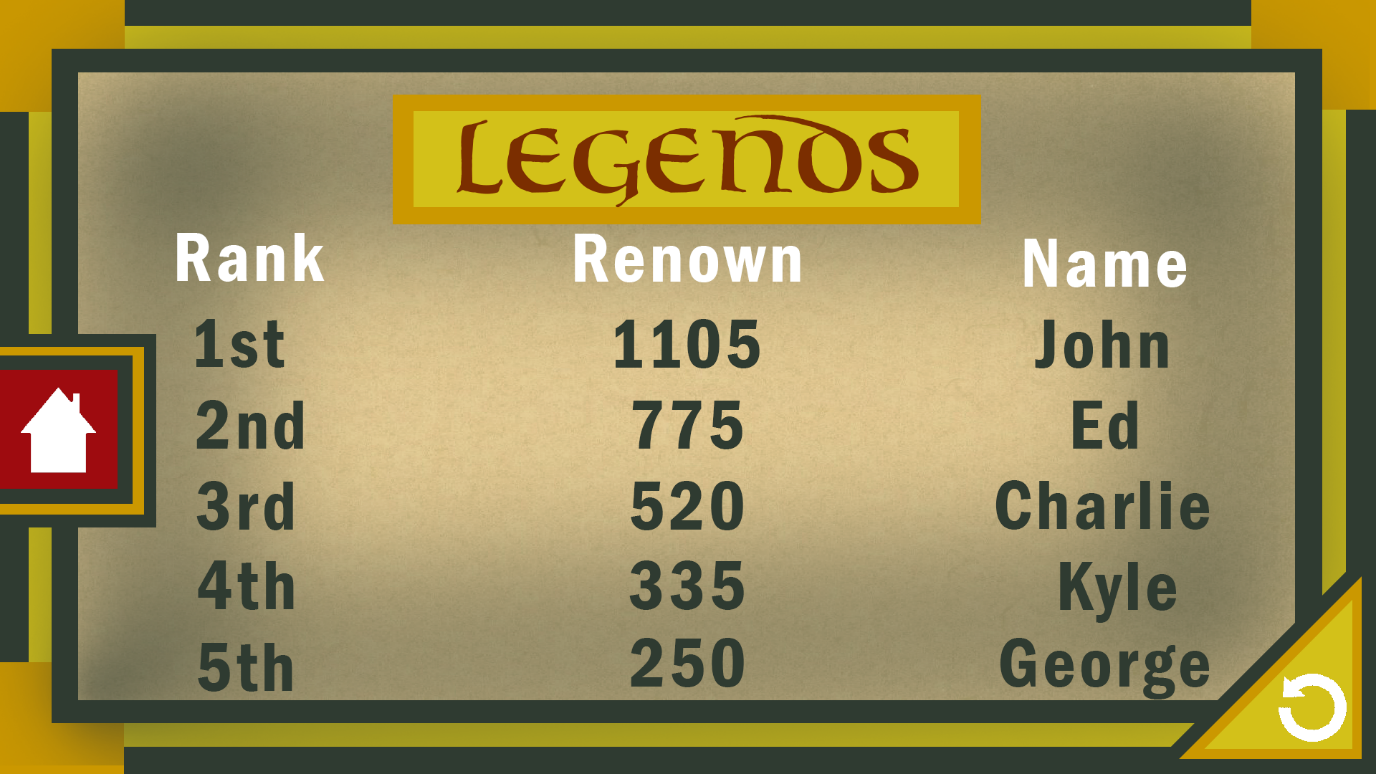 Legends
Rank Renown Name
1st 1105 John
2nd 775 Ed
3rd 520 Charlie
4th 335 Kyle
5th 250 George